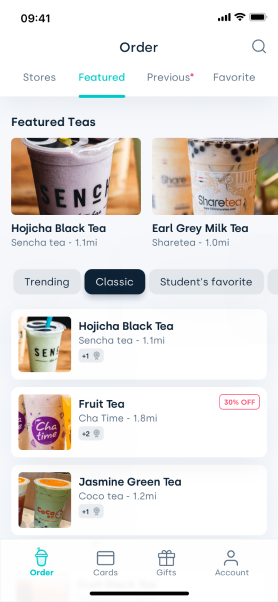 09:41
Order
Stores Featured Previous* Favorite
Featured Teas
SENCH
Sharetea
Hojicha Black Tea
Sencha tea - 1.1mi
Earl Grey Milk Tea
Sharetea - 1.0mi
Trending Classic Student's favorite
SEN
Hojicha Black Tea
Sencha tea - 1.1mi
+1
Cha
time
Fruit Tea
Cha Time - 1.8mi
+2
30% OFF
Jasmine Green Tea
Coco tea - 1.2mi
+1
Order Cards Gifts Account